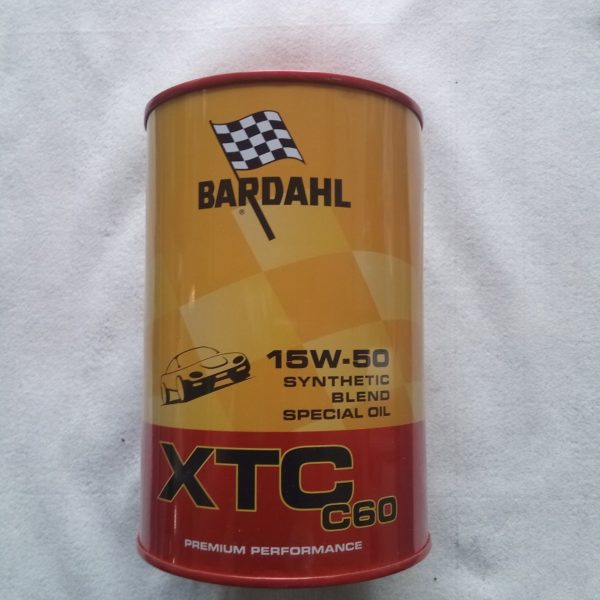 BARDAHL
®
15W-50
SYNTHETIC
BLEND
SPECIAL OIL
XTC
C60
PREMIUM PERFORMANCE